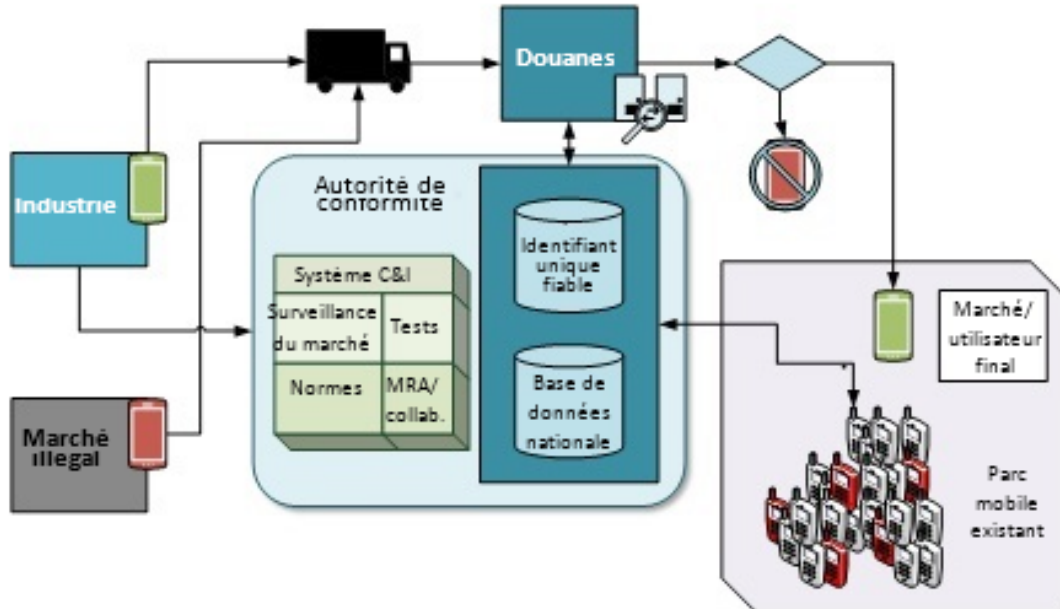 Douanes
Industrie
Autorité de
conformité
Identifiant
unique
fiable
Système C&I
Surveillance
du marché
Tests
Normes
MRA/
collab.
Base de
données
nationale
Marché/
utilisateur
final
Marché
illégal
Parc
mobile
existant